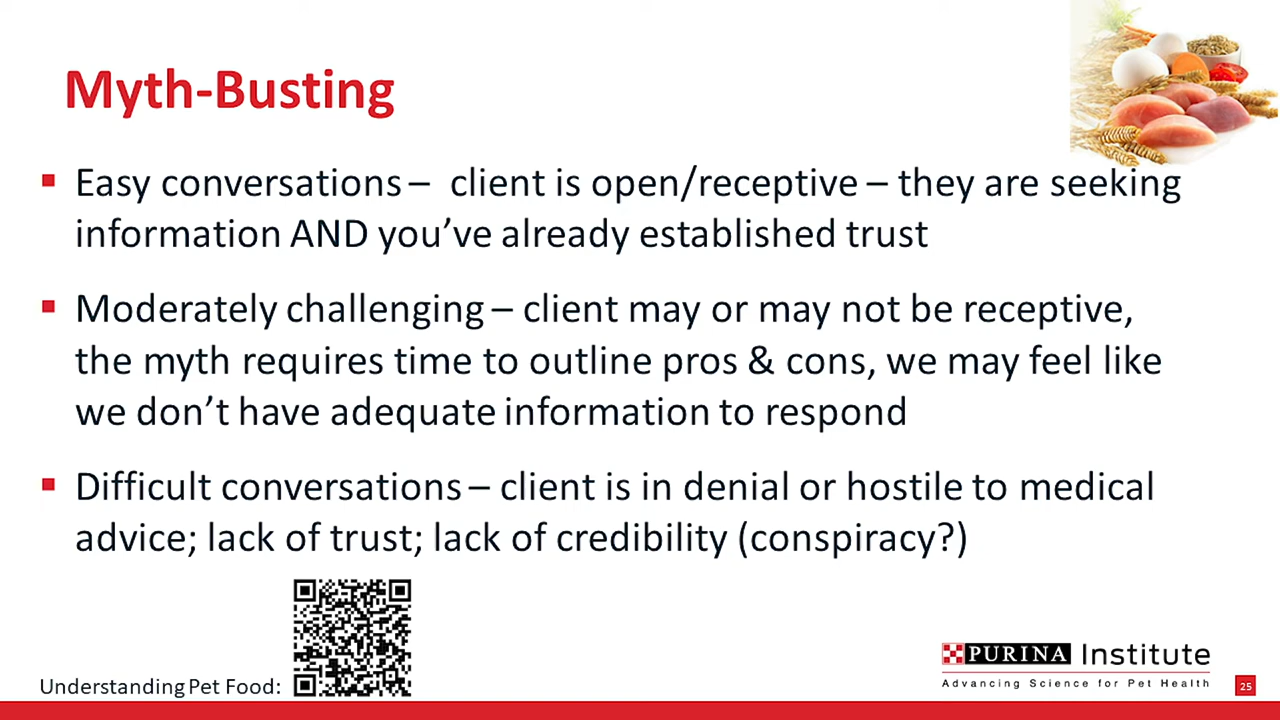 Myth-Busting
Easy conversations – client is open/receptive – they are seeking
information AND you’ve already established trust
Moderately challenging – client may or may not be receptive,
the myth requires time to outline pros & cons, we may feel like
we don’t have adequate information to respond
Difficult conversations – client is in denial or hostile to medical
advice; lack of trust; lack of credibility (conspiracy?)
Understanding Pet Food:
PURINA Institute
Advancing Science for Pet Health
25